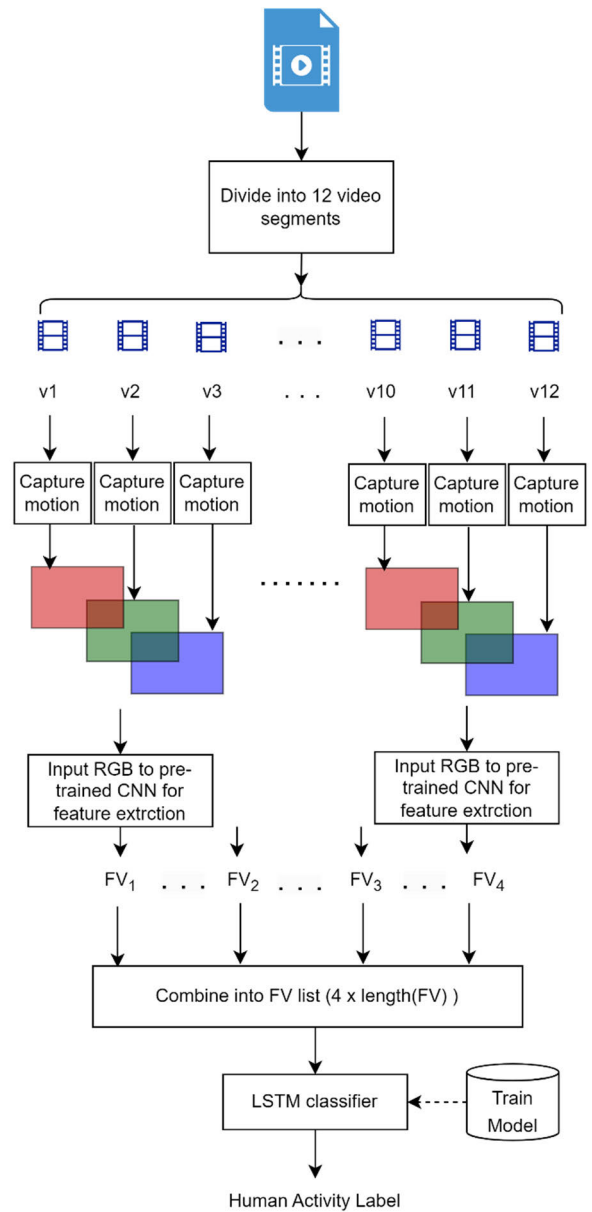 Divide into 12 video
segments
. . .
v1 v2 v3 . . . v10 v11 v12
Capture motion Capture motion Capture motion Capture motion Capture motion Capture motion
.......
Input RGB to pre-
trained CNN for
feature extrction
Input RGB to pre-
trained CNN for
feature extrction
FV1 . . . FV2 . . . FV3 . . . FV4
Combine into FV list (4 x length(FV) )
LSTM classifier
Train
Model
Human Activity Label